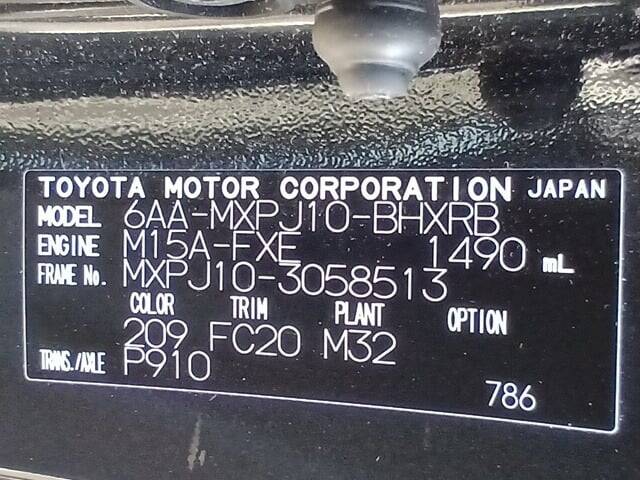 TOYOTA MOTOR CORPORATION JAPAN
MODEL 6AA-MXPJ10-BHXRB
ENGINE M15A-FXE 1490 mL
FRAME No. MXPJ10-3058513
COLOR TRIM PLANT OPTION
209 FC20 M32
TRANS./AXLE P910
786